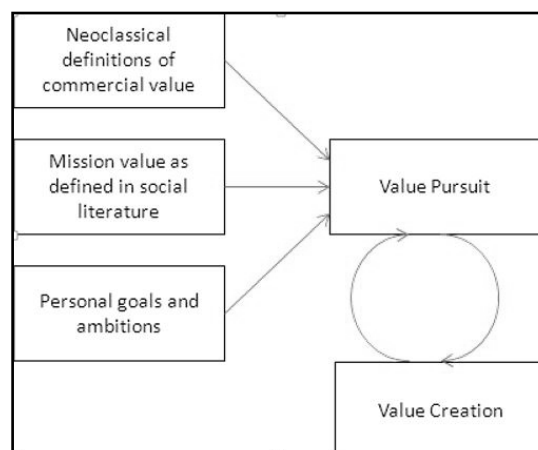 Neoclassical
definitions of
commercial value
Mission value as
defined in social
literature
Value Pursuit
Personal goals and
ambitions
Value Creation